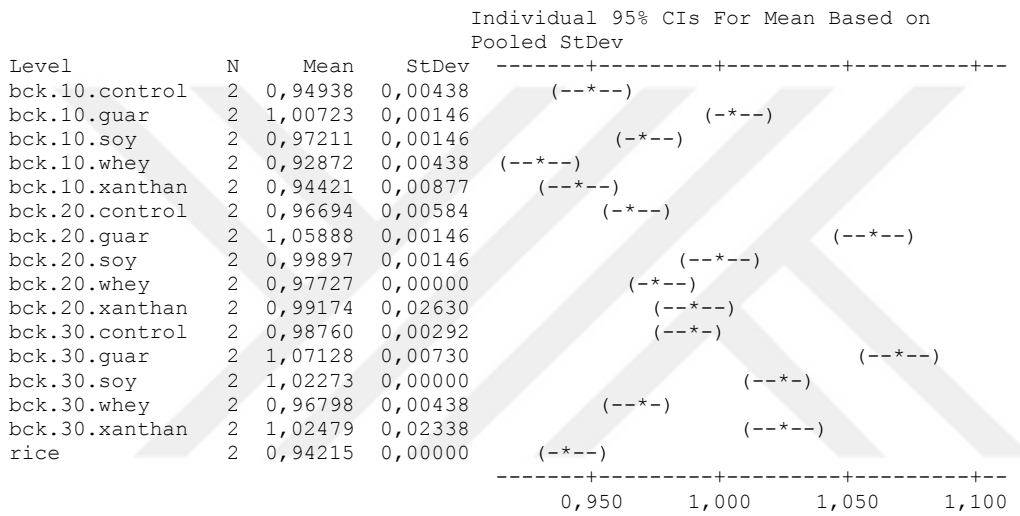 Individual 95% CIs For Mean Based on
                                          Pooled StDev
Level            N     Mean    StDev   -------+---------+---------+---------+--
bck.10.control   2  0,94938  0,00438       (--*--)
bck.10.guar      2  1,00723  0,00146                   (-*--)
bck.10.soy       2  0,97211  0,00146            (-*--)
bck.10.whey      2  0,92872  0,00438   (--*--)
bck.10.xanthan   2  0,94421  0,00877      (--*--)
bck.20.control   2  0,96694  0,00584           (-*--)
bck.20.guar      2  1,05888  0,00146                             (--*--)
bck.20.soy       2  0,99897  0,00146                 (--*--)
bck.20.whey      2  0,97727  0,00000             (-*--)
bck.20.xanthan   2  0,99174  0,02630               (--*--)
bck.30.control   2  0,98760  0,00292               (--*-)
bck.30.guar      2  1,07128  0,00730                               (--*--)
bck.30.soy       2  1,02273  0,00000                      (--*-)
bck.30.whey      2  0,96798  0,00438           (--*-)
bck.30.xanthan   2  1,02479  0,02338                      (--*--)
rice             2  0,94215  0,00000      (-*--)
                                       -------+---------+---------+---------+--
                                            0,950     1,000     1,050     1,100